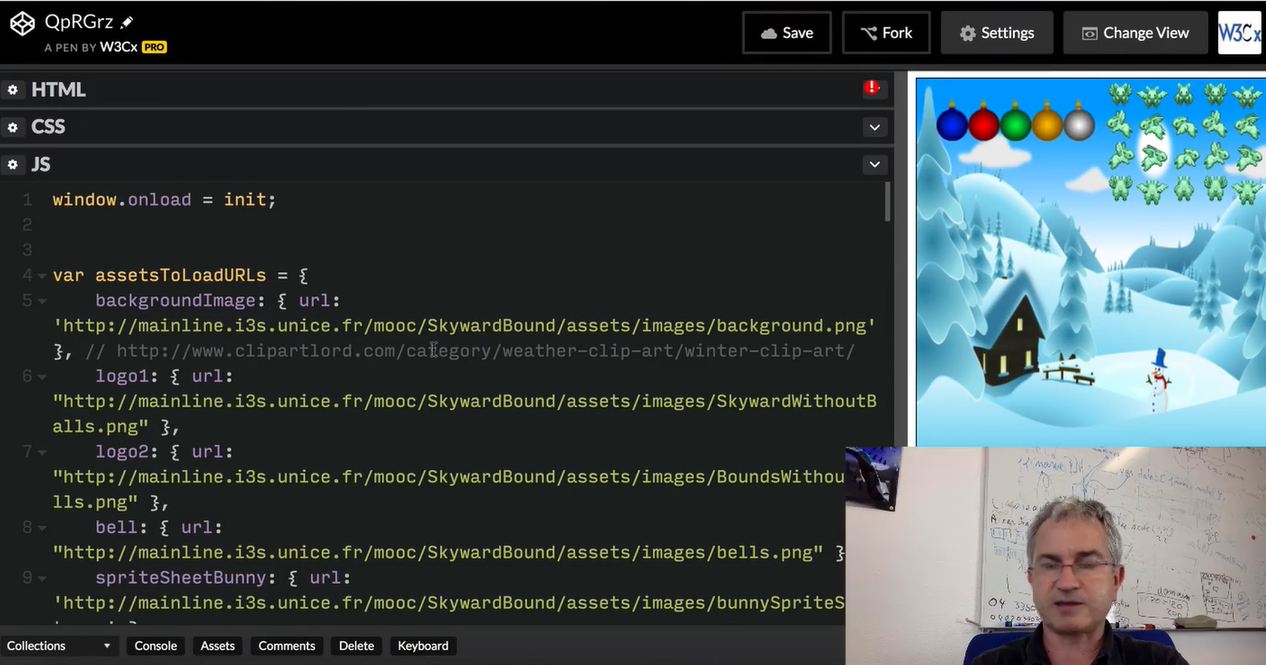 QpRGrz
A PEN BY W3Cx PRO
Save
Fork
Settings
Change View
W3Cx
HTML
!
CSS
JS
1 window.onload = init;
2
3
4 var assetsToLoadURLs = {
5 backgroundImage: { url:
'http://mainline.i3s.unice.fr/mooc/SkywardBound/assets/images/background.png'
}, // http://www.clipartlord.com/category/weather-clip-art/winter-clip-art/
6 logo1: { url:
"http://mainline.i3s.unice.fr/mooc/SkywardBound/assets/images/SkywardWithoutB
alls.png" },
7 logo2: { url:
"http://mainline.i3s.unice.fr/mooc/SkywardBound/assets/images/BoundsWithou
lls.png" },
8 bell: { url:
"http://mainline.i3s.unice.fr/mooc/SkywardBound/assets/images/bells.png" }
9 spriteSheetBunny: { url:
'http://mainline.i3s.unice.fr/mooc/SkywardBound/assets/images/bunnySpriteS
Collections
Console
Assets
Comments
Delete
Keyboard